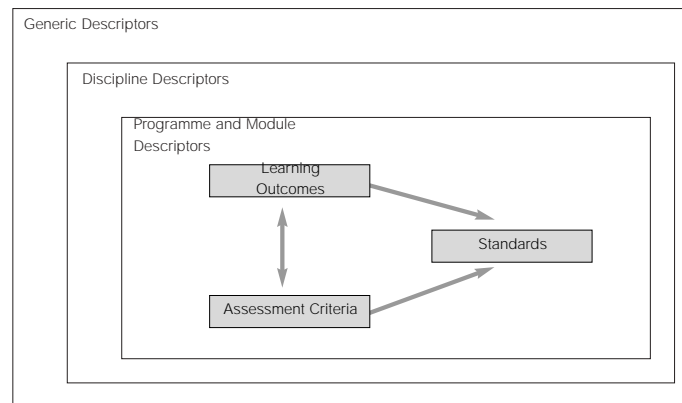 Generic Descriptors
Discipline Descriptors
Programme and Module
Descriptors
Learning
Outcomes
Standards
Assessment Criteria